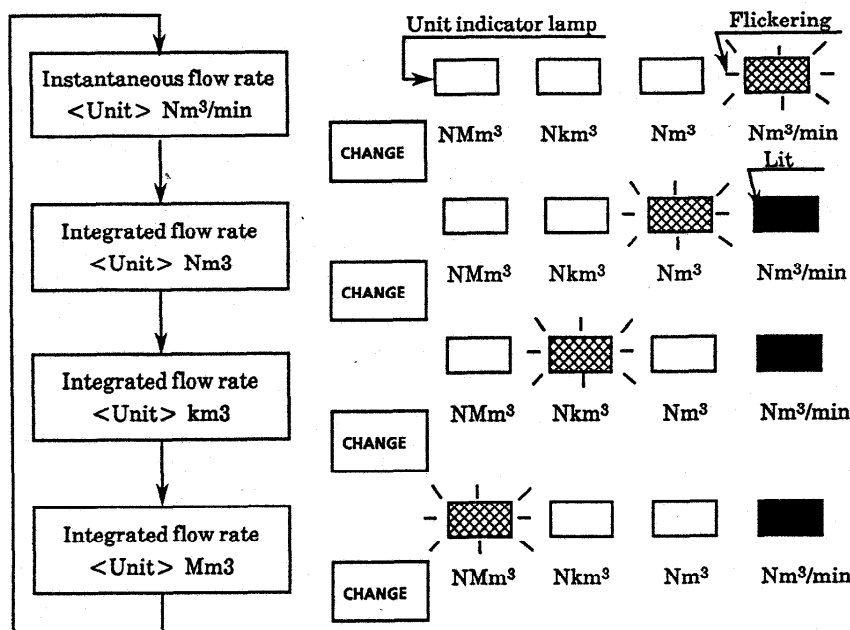 Unit indicator lamp
Flickering
Instantaneous flow rate
<Unit> Nm³/min
CHANGE
NMm³ Nkm³ Nm³ Nm³/min
Lit
Integrated flow rate
<Unit> Nm3
CHANGE
NMm³ Nkm³ Nm³ Nm³/min
Integrated flow rate
<Unit> km3
CHANGE
NMm³ Nkm³ Nm³ Nm³/min
Integrated flow rate
<Unit> Mm3
CHANGE
NMm³ Nkm³ Nm³ Nm³/min